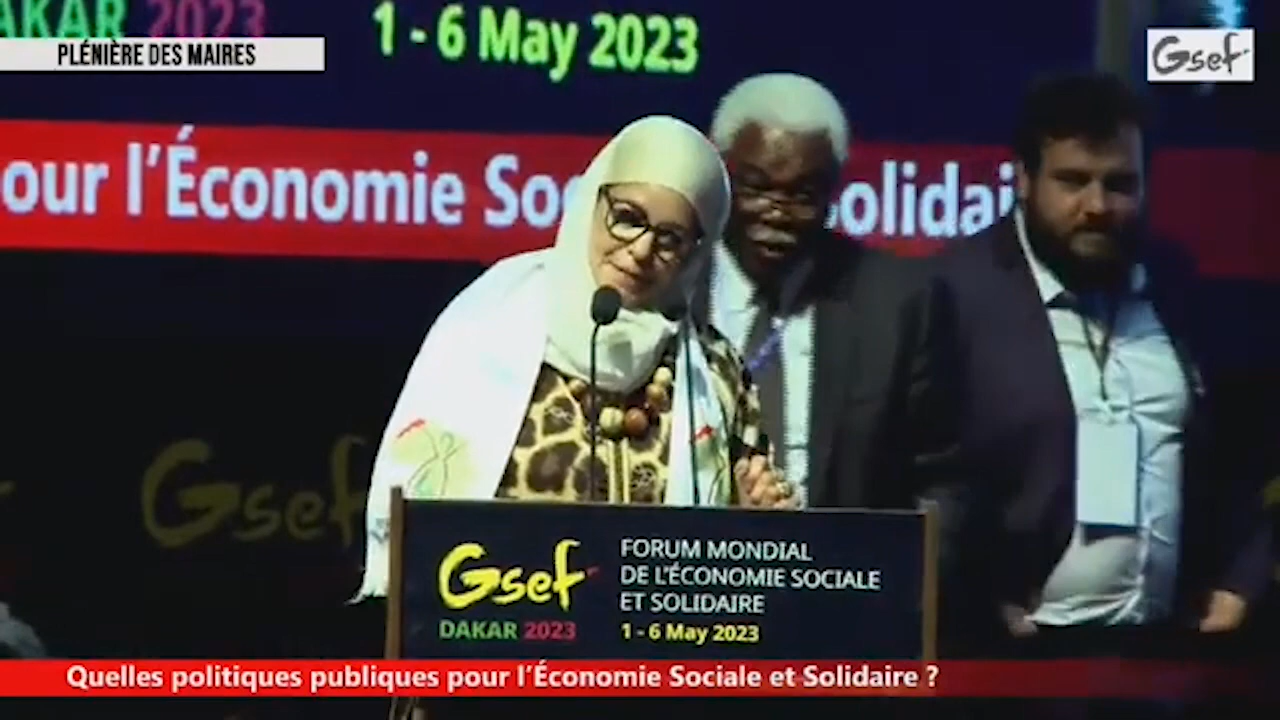 AKAR 2023
1 - 6 May 2023
PLÉNIÈRE DES MAIRES
Gsef
our l'Économie So olidai
Gsef
Gsef
DAKAR 2023
FORUM MONDIAL
DE L'ÉCONOMIE SOCIALE
ET SOLIDAIRE
1 - 6 May 2023
Quelles politiques publiques pour l'Économie Sociale et Solidaire ?